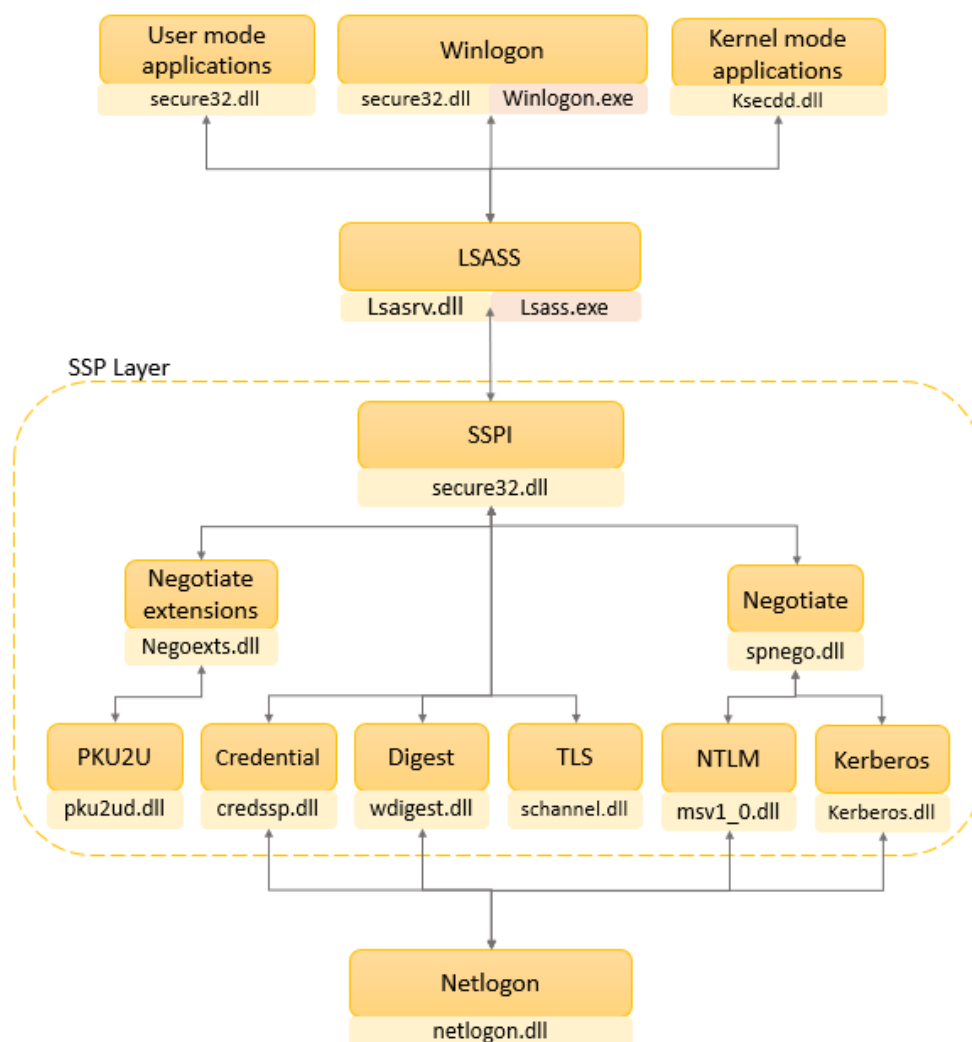 User mode
applications
secure32.dll
Winlogon
secure32.dll
Winlogon.exe
Kernel mode
applications
Ksecdd.dll
LSASS
Lsasrv.dll
Lsass.exe
SSP Layer
SSPI
secure32.dll
Negotiate
extensions
Negoexts.dll
Negotiate
spnego.dll
PKU2U
pku2ud.dll
Credential
credssp.dll
Digest
wdigest.dll
TLS
schannel.dll
NTLM
msv1_0.dll
Kerberos
Kerberos.dll
Netlogon
netlogon.dll